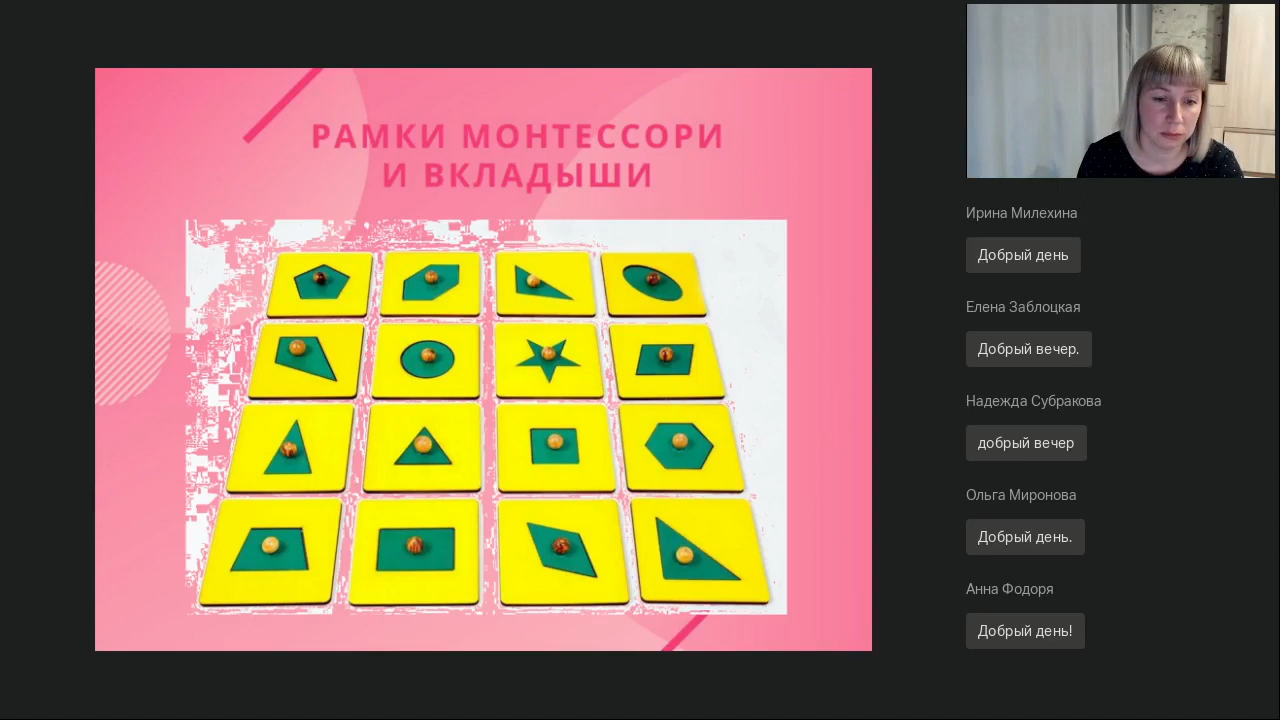 РАМКИ МОНТЕССОРИ
И ВКЛАДЫШИ
Ирина Милехина
Добрый день
Елена Заблоцкая
Добрый вечер.
Надежда Субракова
добрый вечер
Ольга Миронова
Добрый день.
Анна Фодоря
Добрый день!